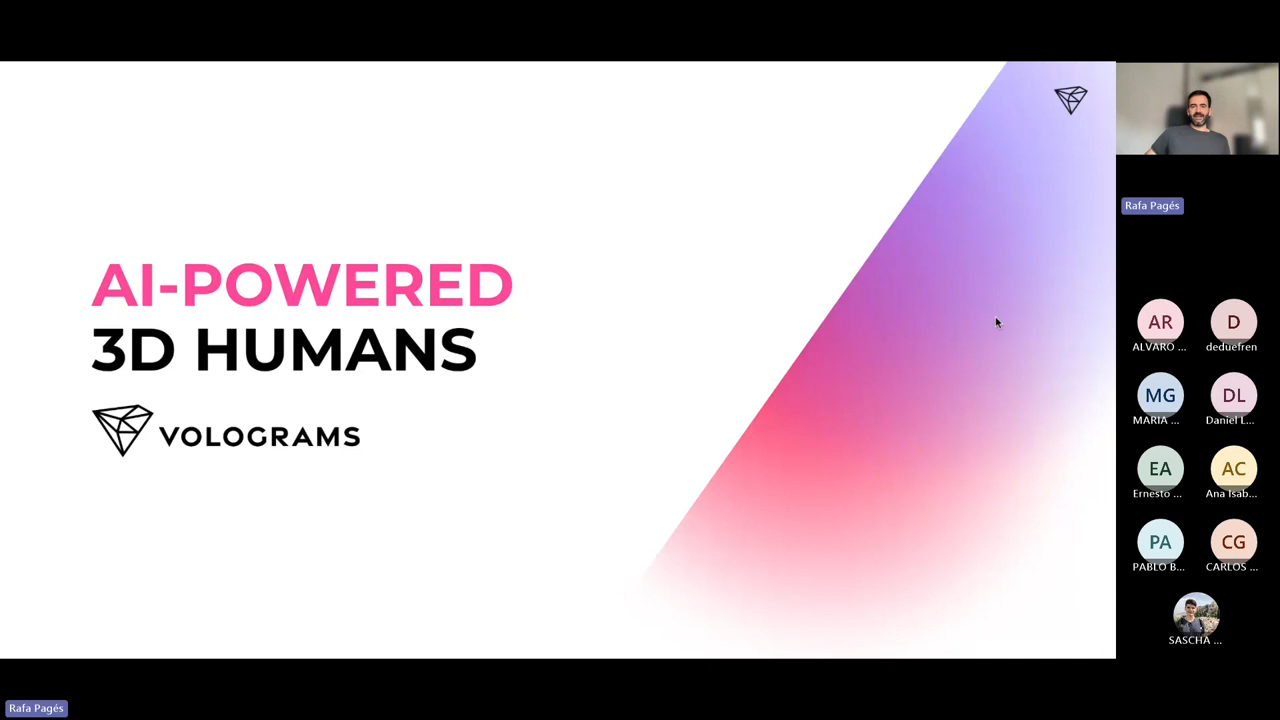 AI-POWERED
3D HUMANS
VOLOGRAMS
Rafa Pagés
AR
ALVARO ...
D
deduefren
MG
MARIA ...
DL
Daniel L...
EA
Ernesto ...
AC
Ana Isab...
PA
PABLO B...
CG
CARLOS ...
SASCHA ...
Rafa Pagés